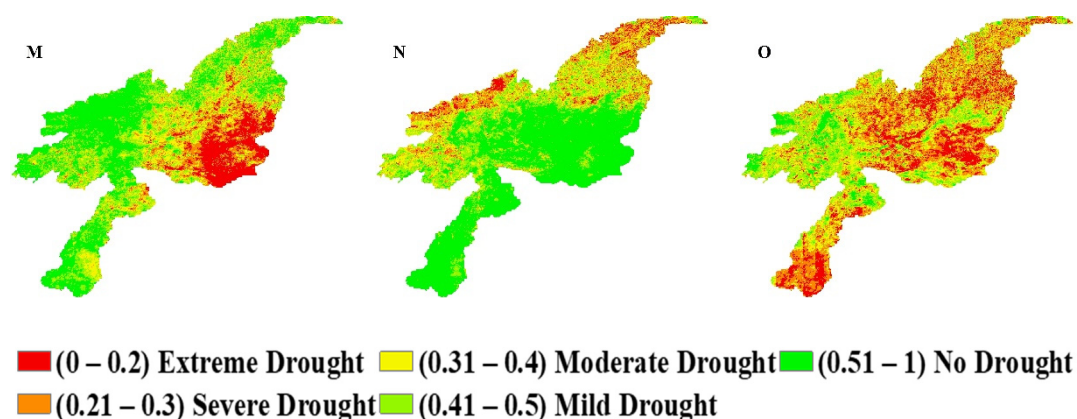 M N O
(0 – 0.2) Extreme Drought (0.31 – 0.4) Moderate Drought (0.51 – 1) No Drought
(0.21 – 0.3) Severe Drought (0.41 – 0.5) Mild Drought